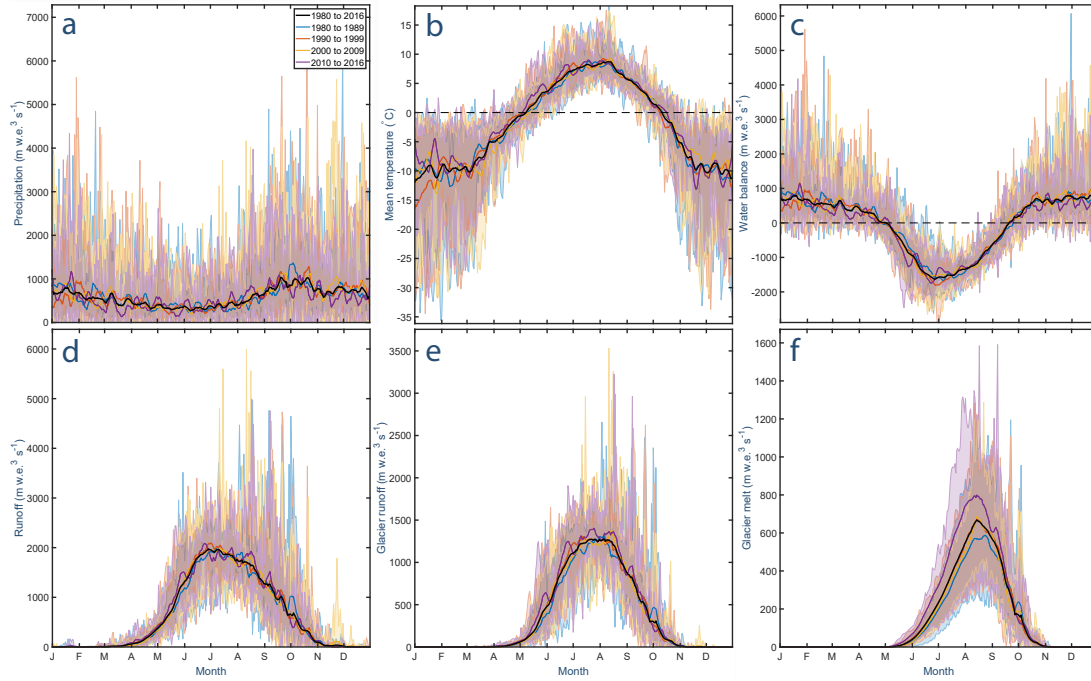 a
b
c
1980 to 2016
1980 to 1989
1990 to 1999
2000 to 2009
2010 to 2016
Precipitation (m w.e.³ s⁻¹)
7000
6000
5000
4000
3000
2000
1000
0
J F M A M J J A S O N D
Mean temperature (°C)
15
10
5
0
-5
-10
-15
-20
-25
-30
-35
J F M A M J J A S O N D
Water balance (m w.e.³ s⁻¹)
6000
5000
4000
3000
2000
1000
0
-1000
-2000
J F M A M J J A S O N D
d
e
f
Runoff (m w.e.³ s⁻¹)
6000
5000
4000
3000
2000
1000
0
J F M A M J J A S O N D
Month
Glacier runoff (m w.e.³ s⁻¹)
3500
3000
2500
2000
1500
1000
500
0
J F M A M J J A S O N D
Month
Glacier melt (m w.e.³ s⁻¹)
1600
1400
1200
1000
800
600
400
200
0
J F M A M J J A S O N D
Month